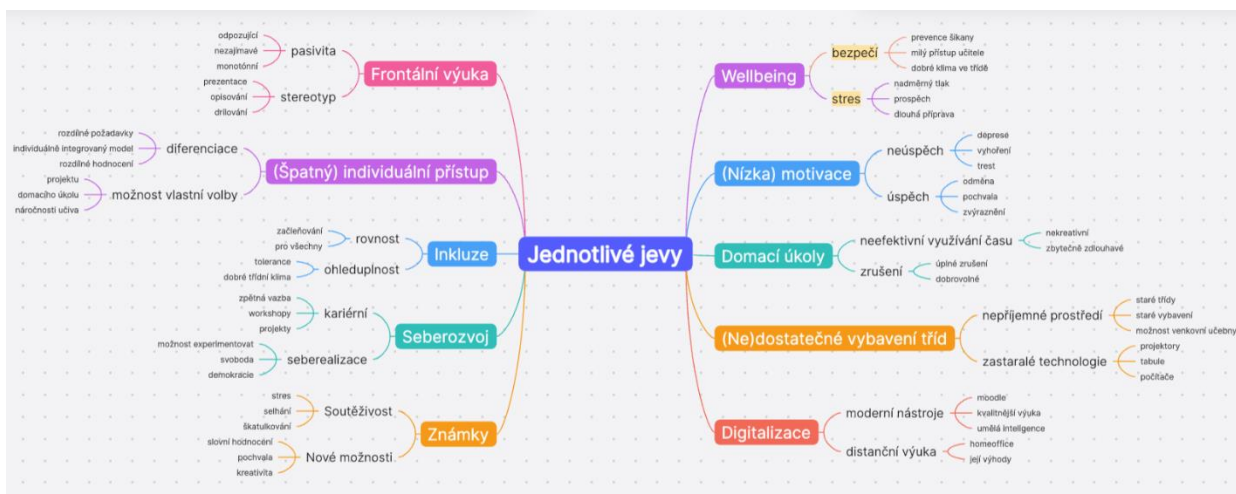 Jednotlivé jevy
Frontální výuka
pasivita
odpozující
nezajímavé
monotónní
stereotyp
prezentace
opisování
drilování
(Špatný) individuální přístup
diferenciace
rozdílné požadavky
individuálně integrovaný model
rozdílné hodnocení
možnost vlastní volby
projektu
domacího úkolu
náročnosti učiva
Inkluze
rovnost
začleňování
pro všechny
ohleduplnost
tolerance
dobré třídní klima
Seberozvoj
kariérní
zpětná vazba
workshopy
projekty
seberealizace
možnost experimentovat
svoboda
demokracie
Známky
Soutěživost
stres
selhání
škatulkování
Nové možnosti
slovní hodnocení
pochvala
kreativita
Wellbeing
bezpečí
prevence šikany
milý přístup učitele
dobré klima ve třídě
stres
nadměrný tlak
prospěch
dlouhá příprava
(Nízka) motivace
neúspěch
depresé
vyhoření
trest
úspěch
odměna
pochvala
zvýraznění
Domací úkoly
neefektivní využívání času
nekreativní
zbytečně zdlouhavé
zrušení
úplné zrušení
dobrovolné
(Ne)dostatečné vybavení tříd
nepříjemné prostředí
staré třídy
staré vybavení
možnost venkovní učebny
zastaralé technologie
projektory
tabule
počítače
Digitalizace
moderní nástroje
moodle
kvalitnější výuka
umělá inteligence
distanční výuka
homeoffice
její výhody